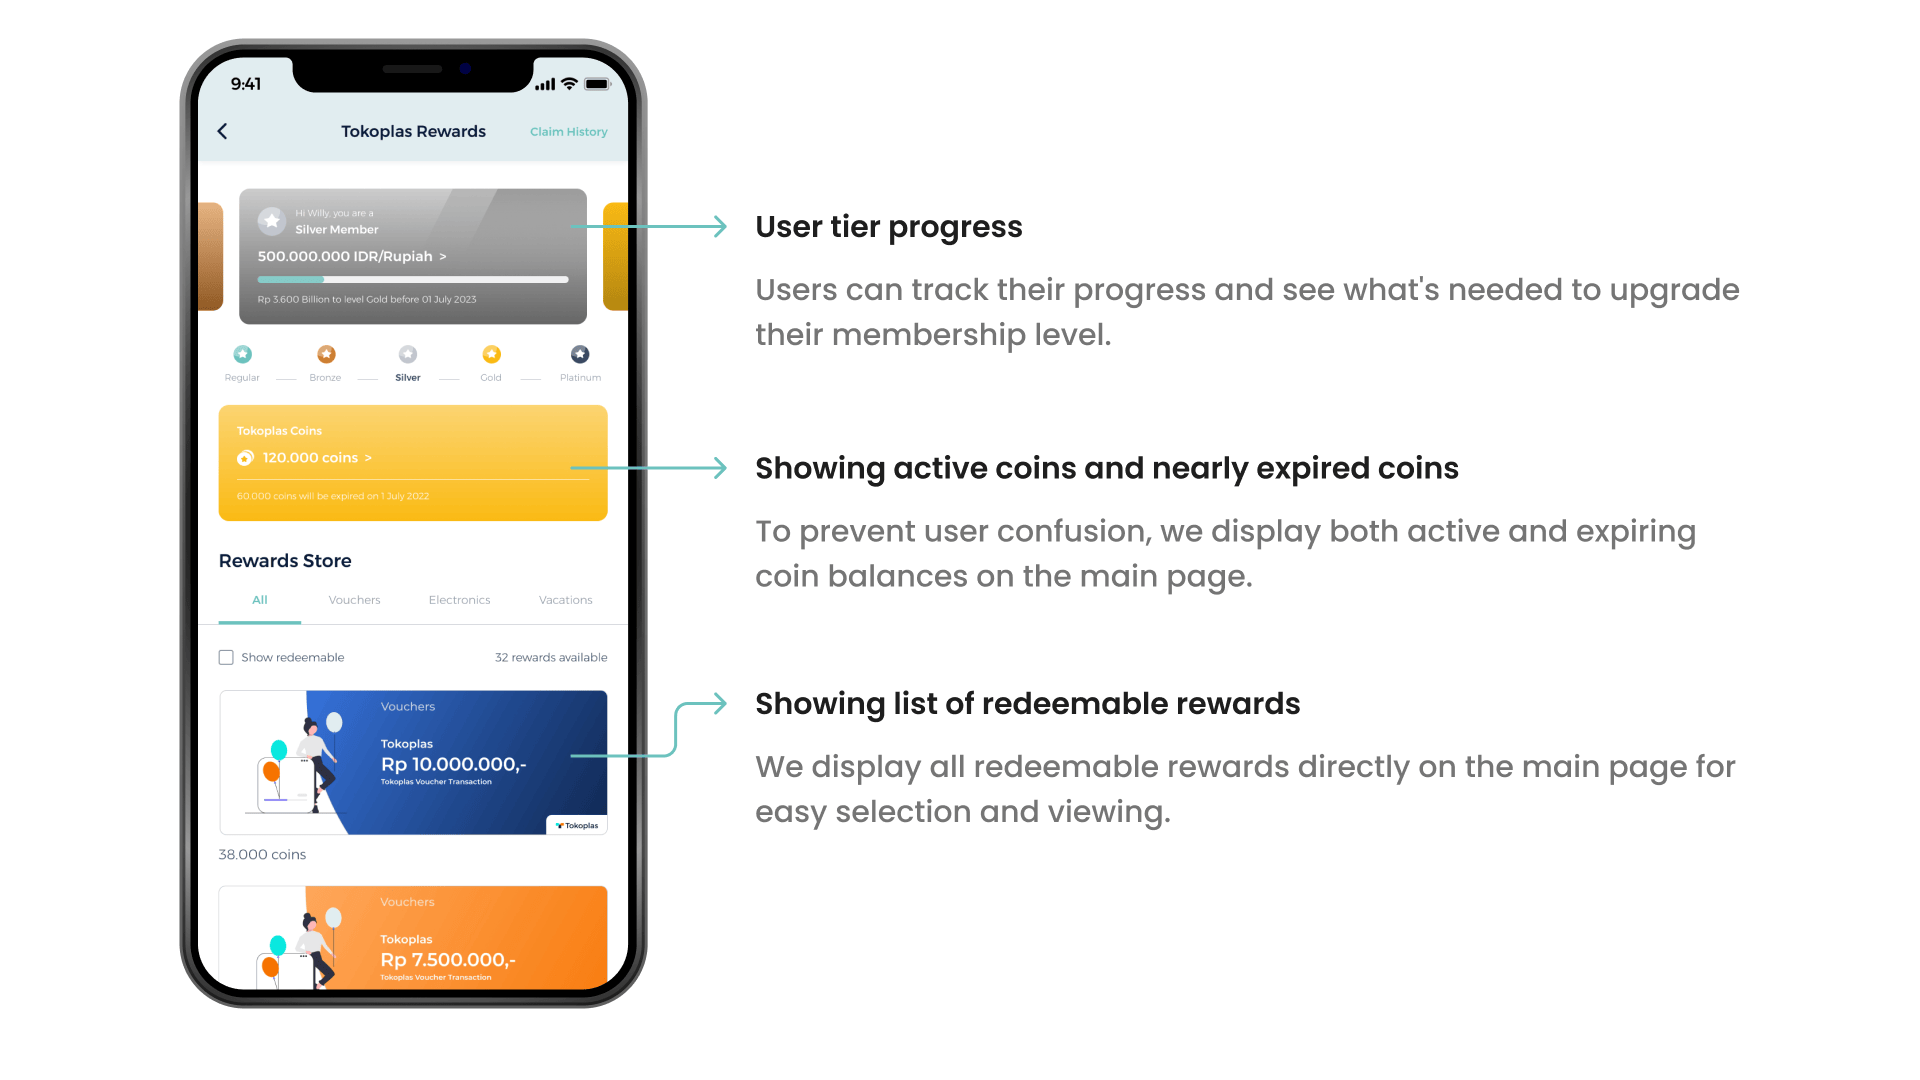 9:41
Tokoplas Rewards
Claim History
Hi Willy, you are a
Silver Member
500.000.000 IDR/Rupiah >
Rp 3.600 Billion to level Gold before 01 July 2023
Regular
Bronze
Silver
Gold
Platinum
Tokoplas Coins
120.000 coins >
60.000 coins will be expired on 1 July 2022
Rewards Store
All
Vouchers
Electronics
Vacations
Show redeemable
32 rewards available
Vouchers
Tokoplas
Rp 10.000.000,-
Tokoplas Voucher Transaction
Tokoplas
38.000 coins
Vouchers
Tokoplas
Rp 7.500.000,-
Tokoplas Voucher Transaction
User tier progress
Users can track their progress and see what's needed to upgrade
their membership level.
Showing active coins and nearly expired coins
To prevent user confusion, we display both active and expiring
coin balances on the main page.
Showing list of redeemable rewards
We display all redeemable rewards directly on the main page for
easy selection and viewing.